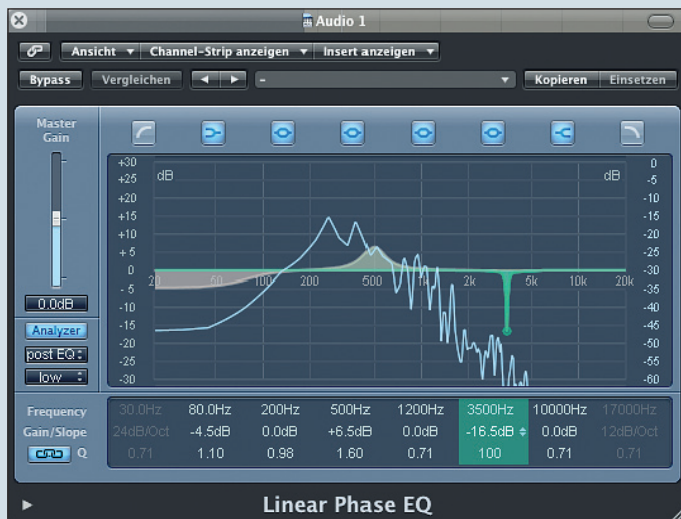 Audio 1
Ansicht Channel-Strip anzeigen Insert anzeigen
Bypass Vergleichen - Kopieren Einsetzen
Master
Gain
0.0dB
Analyzer
post EQ
low
+30
+25
+20
+15
+10
+5
0
-5
-10
-15
-20
-25
-30
dB dB
20 50 100 200 500 1k 2k 5k 10k 20k
0
-5
-10
-15
-20
-25
-30
-35
-40
-45
-50
-55
-60
Frequency 30.0Hz 80.0Hz 200Hz 500Hz 1200Hz 3500Hz 10000Hz 17000Hz
Gain/Slope 24dB/Oct -4.5dB 0.0dB +6.5dB 0.0dB -16.5dB 0.0dB 12dB/Oct
Q 0.71 1.10 0.98 1.60 0.71 100 0.71 0.71
Linear Phase EQ